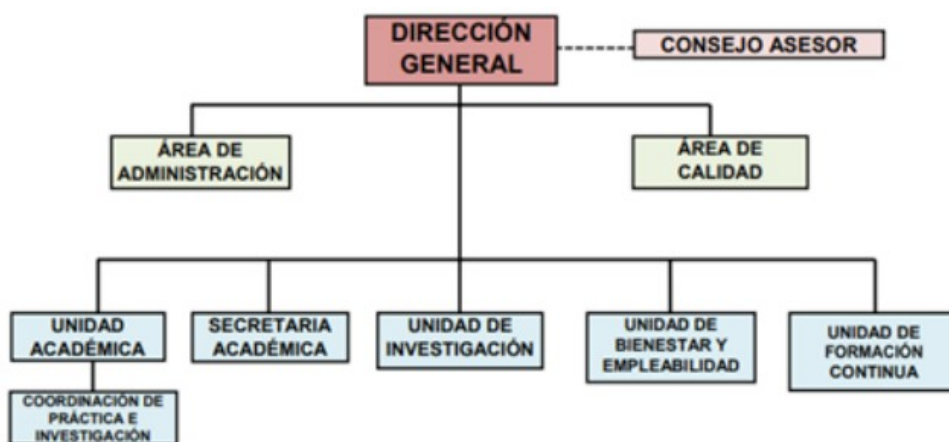 DIRECCIÓN
GENERAL
CONSEJO ASESOR
ÁREA DE
ADMINISTRACIÓN
ÁREA DE
CALIDAD
UNIDAD
ACADÉMICA
SECRETARIA
ACADÉMICA
UNIDAD DE
INVESTIGACIÓN
UNIDAD DE
BIENESTAR Y
EMPLEABILIDAD
UNIDAD DE
FORMACIÓN
CONTINUA
COORDINACIÓN DE
PRÁCTICA E
INVESTIGACIÓN